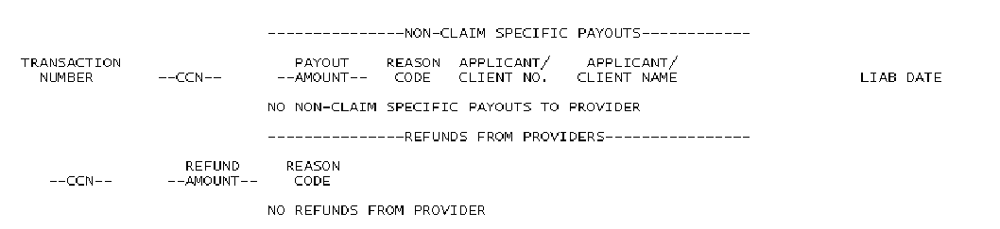 ---------------NON-CLAIM SPECIFIC PAYOUTS------------
TRANSACTION PAYOUT REASON APPLICANT/ APPLICANT/
NUMBER --CCN-- --AMOUNT-- CODE CLIENT NO. CLIENT NAME LIAB DATE
NO NON-CLAIM SPECIFIC PAYOUTS TO PROVIDER
---------------REFUNDS FROM PROVIDERS----------------
REFUND REASON
--CCN-- --AMOUNT-- CODE
NO REFUNDS FROM PROVIDER